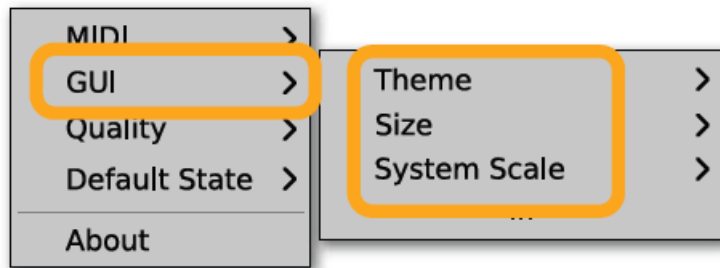 MIDI
GUI
Quality
Default State
About
Theme
Size
System Scale
...